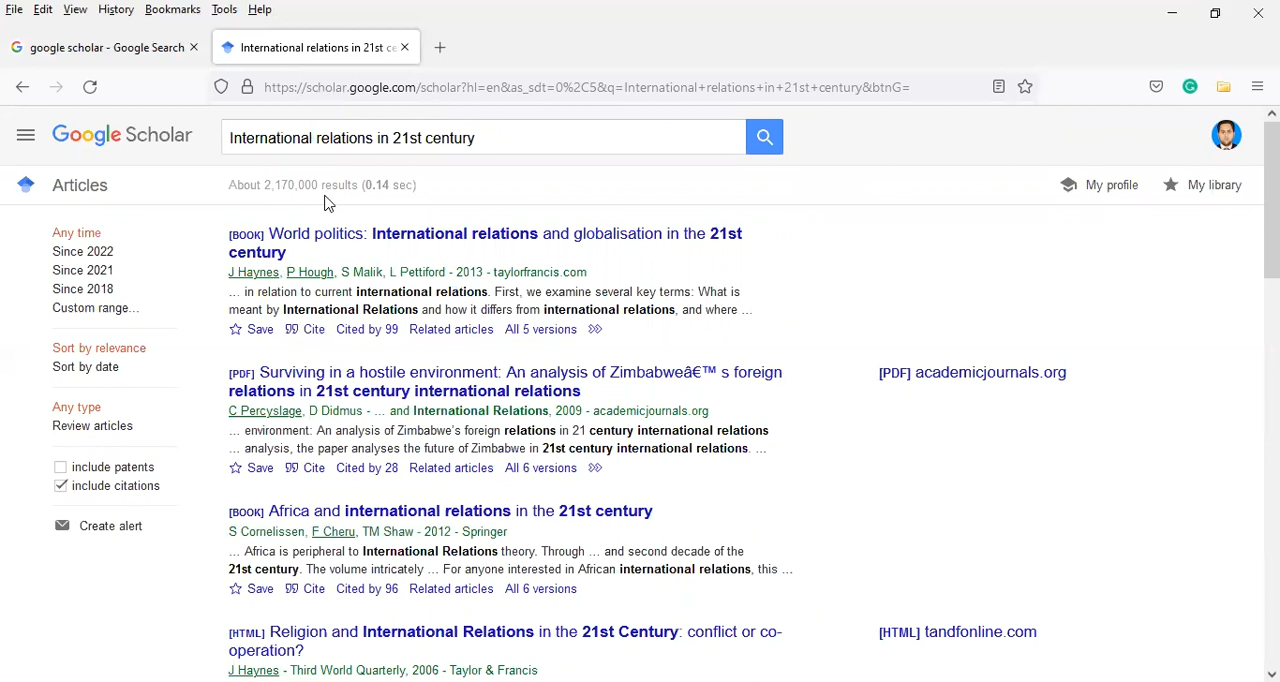 File Edit View History Bookmarks Tools Help
google scholar - Google Search
International relations in 21st ce
https://scholar.google.com/scholar?hl=en&as_sdt=0%2C5&q=International+relations+in+21st+century&btnG=
Google Scholar
International relations in 21st century
Articles
About 2,170,000 results (0.14 sec)
My profile
My library
Any time
Since 2022
Since 2021
Since 2018
Custom range...
Sort by relevance
Sort by date
Any type
Review articles
include patents
include citations
Create alert
[BOOK] World politics: International relations and globalisation in the 21st
century
J Haynes, P Hough, S Malik, L Pettiford - 2013 - taylorfrancis.com
... in relation to current international relations. First, we examine several key terms: What is
meant by International Relations and how it differs from international relations, and where ...
Save Cite Cited by 99 Related articles All 5 versions
[PDF] Surviving in a hostile environment: An analysis of Zimbabweâ€™ s foreign
relations in 21st century international relations
C Percyslage, D Didmus - ... and International Relations, 2009 - academicjournals.org
... environment: An analysis of Zimbabwe's foreign relations in 21 century international relations
... analysis, the paper analyses the future of Zimbabwe in 21st century international relations. ...
Save Cite Cited by 28 Related articles All 6 versions
[PDF] academicjournals.org
[BOOK] Africa and international relations in the 21st century
S Cornelissen, F Cheru, TM Shaw - 2012 - Springer
... Africa is peripheral to International Relations theory. Through ... and second decade of the
21st century. The volume intricately ... For anyone interested in African international relations, this ...
Save Cite Cited by 96 Related articles All 6 versions
[HTML] Religion and International Relations in the 21st Century: conflict or co-
operation?
J Haynes - Third World Quarterly, 2006 - Taylor & Francis
[HTML] tandfonline.com